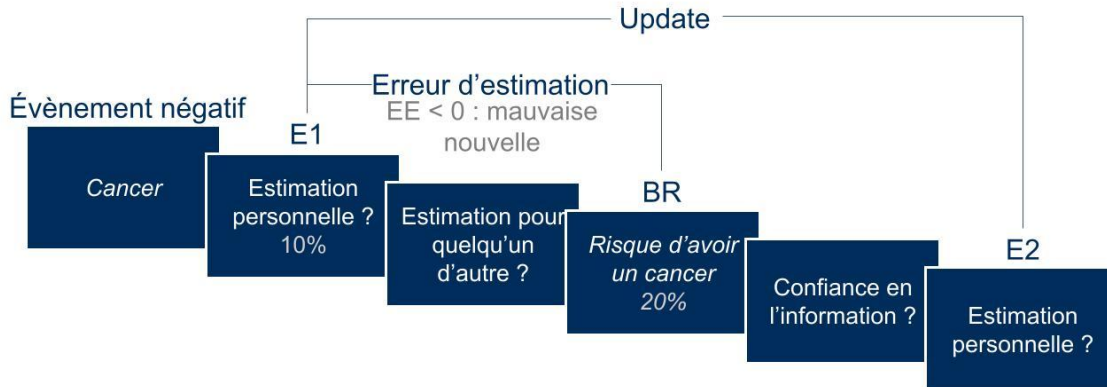 Update
Erreur d'estimation
EE < 0 : mauvaise
nouvelle
Évènement négatif
Cancer
E1
Estimation
personnelle ?
10%
Estimation pour
quelqu'un
d'autre ?
BR
Risque d'avoir
un cancer
20%
Confiance en
l'information ?
E2
Estimation
personnelle ?